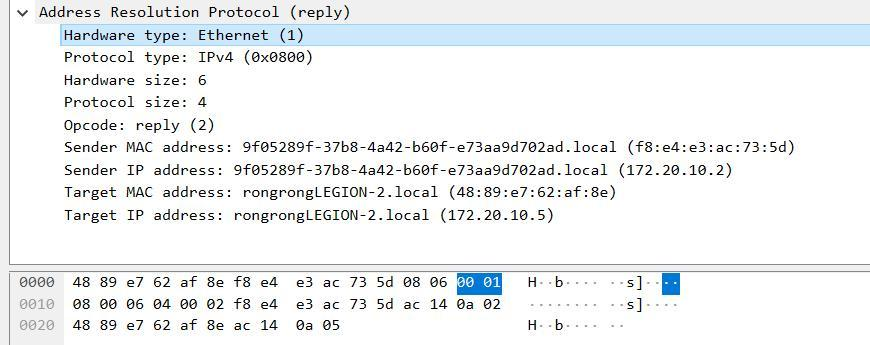 Address Resolution Protocol (reply)
Hardware type: Ethernet (1)
Protocol type: IPv4 (0x0800)
Hardware size: 6
Protocol size: 4
Opcode: reply (2)
Sender MAC address: 9f05289f-37b8-4a42-b60f-e73aa9d702ad.local (f8:e4:e3:ac:73:5d)
Sender IP address: 9f05289f-37b8-4a42-b60f-e73aa9d702ad.local (172.20.10.2)
Target MAC address: rongrongLEGION-2.local (48:89:e7:62:af:8e)
Target IP address: rongrongLEGION-2.local (172.20.10.5)
0000 48 89 e7 62 af 8e f8 e4 e3 ac 73 5d 08 06 00 01 H··b···· ··s]····
0010 08 00 06 04 00 02 f8 e4 e3 ac 73 5d ac 14 0a 02 ········ ··s]····
0020 48 89 e7 62 af 8e ac 14 0a 05 H··b···· ··